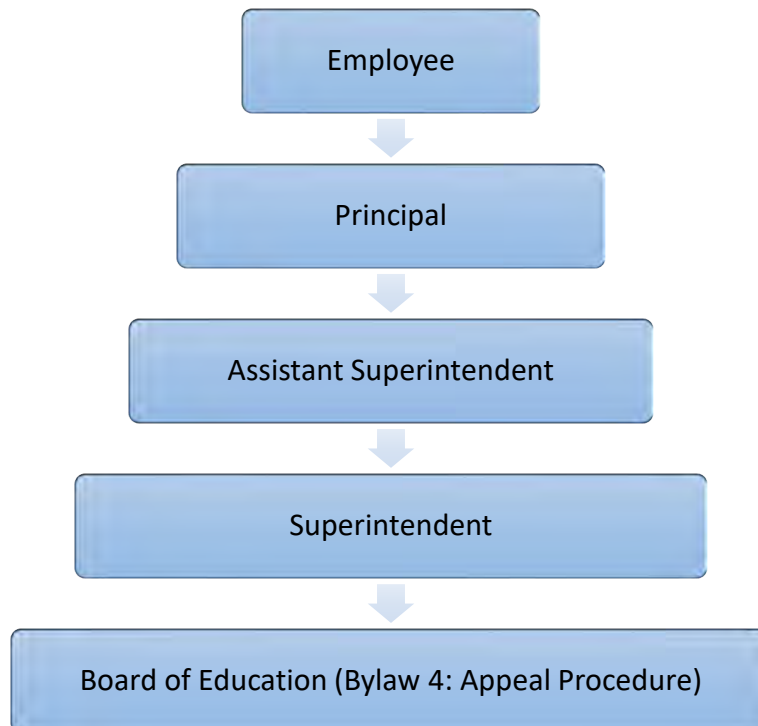 Employee
Principal
Assistant Superintendent
Superintendent
Board of Education (Bylaw 4: Appeal Procedure)